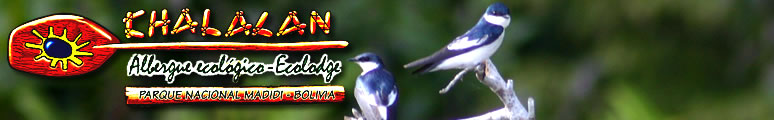 CHALALAN
Albergue ecológico-Ecolodge
PARQUE NACIONAL MADIDI - BOLIVIA